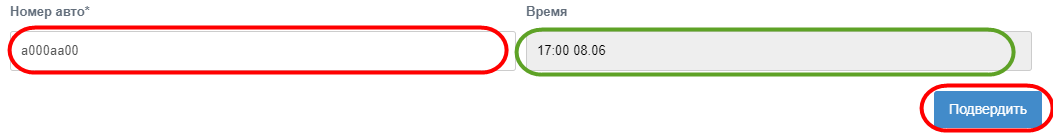 Номер авто* Время
а000аа00 17:00 08.06
Подвердить